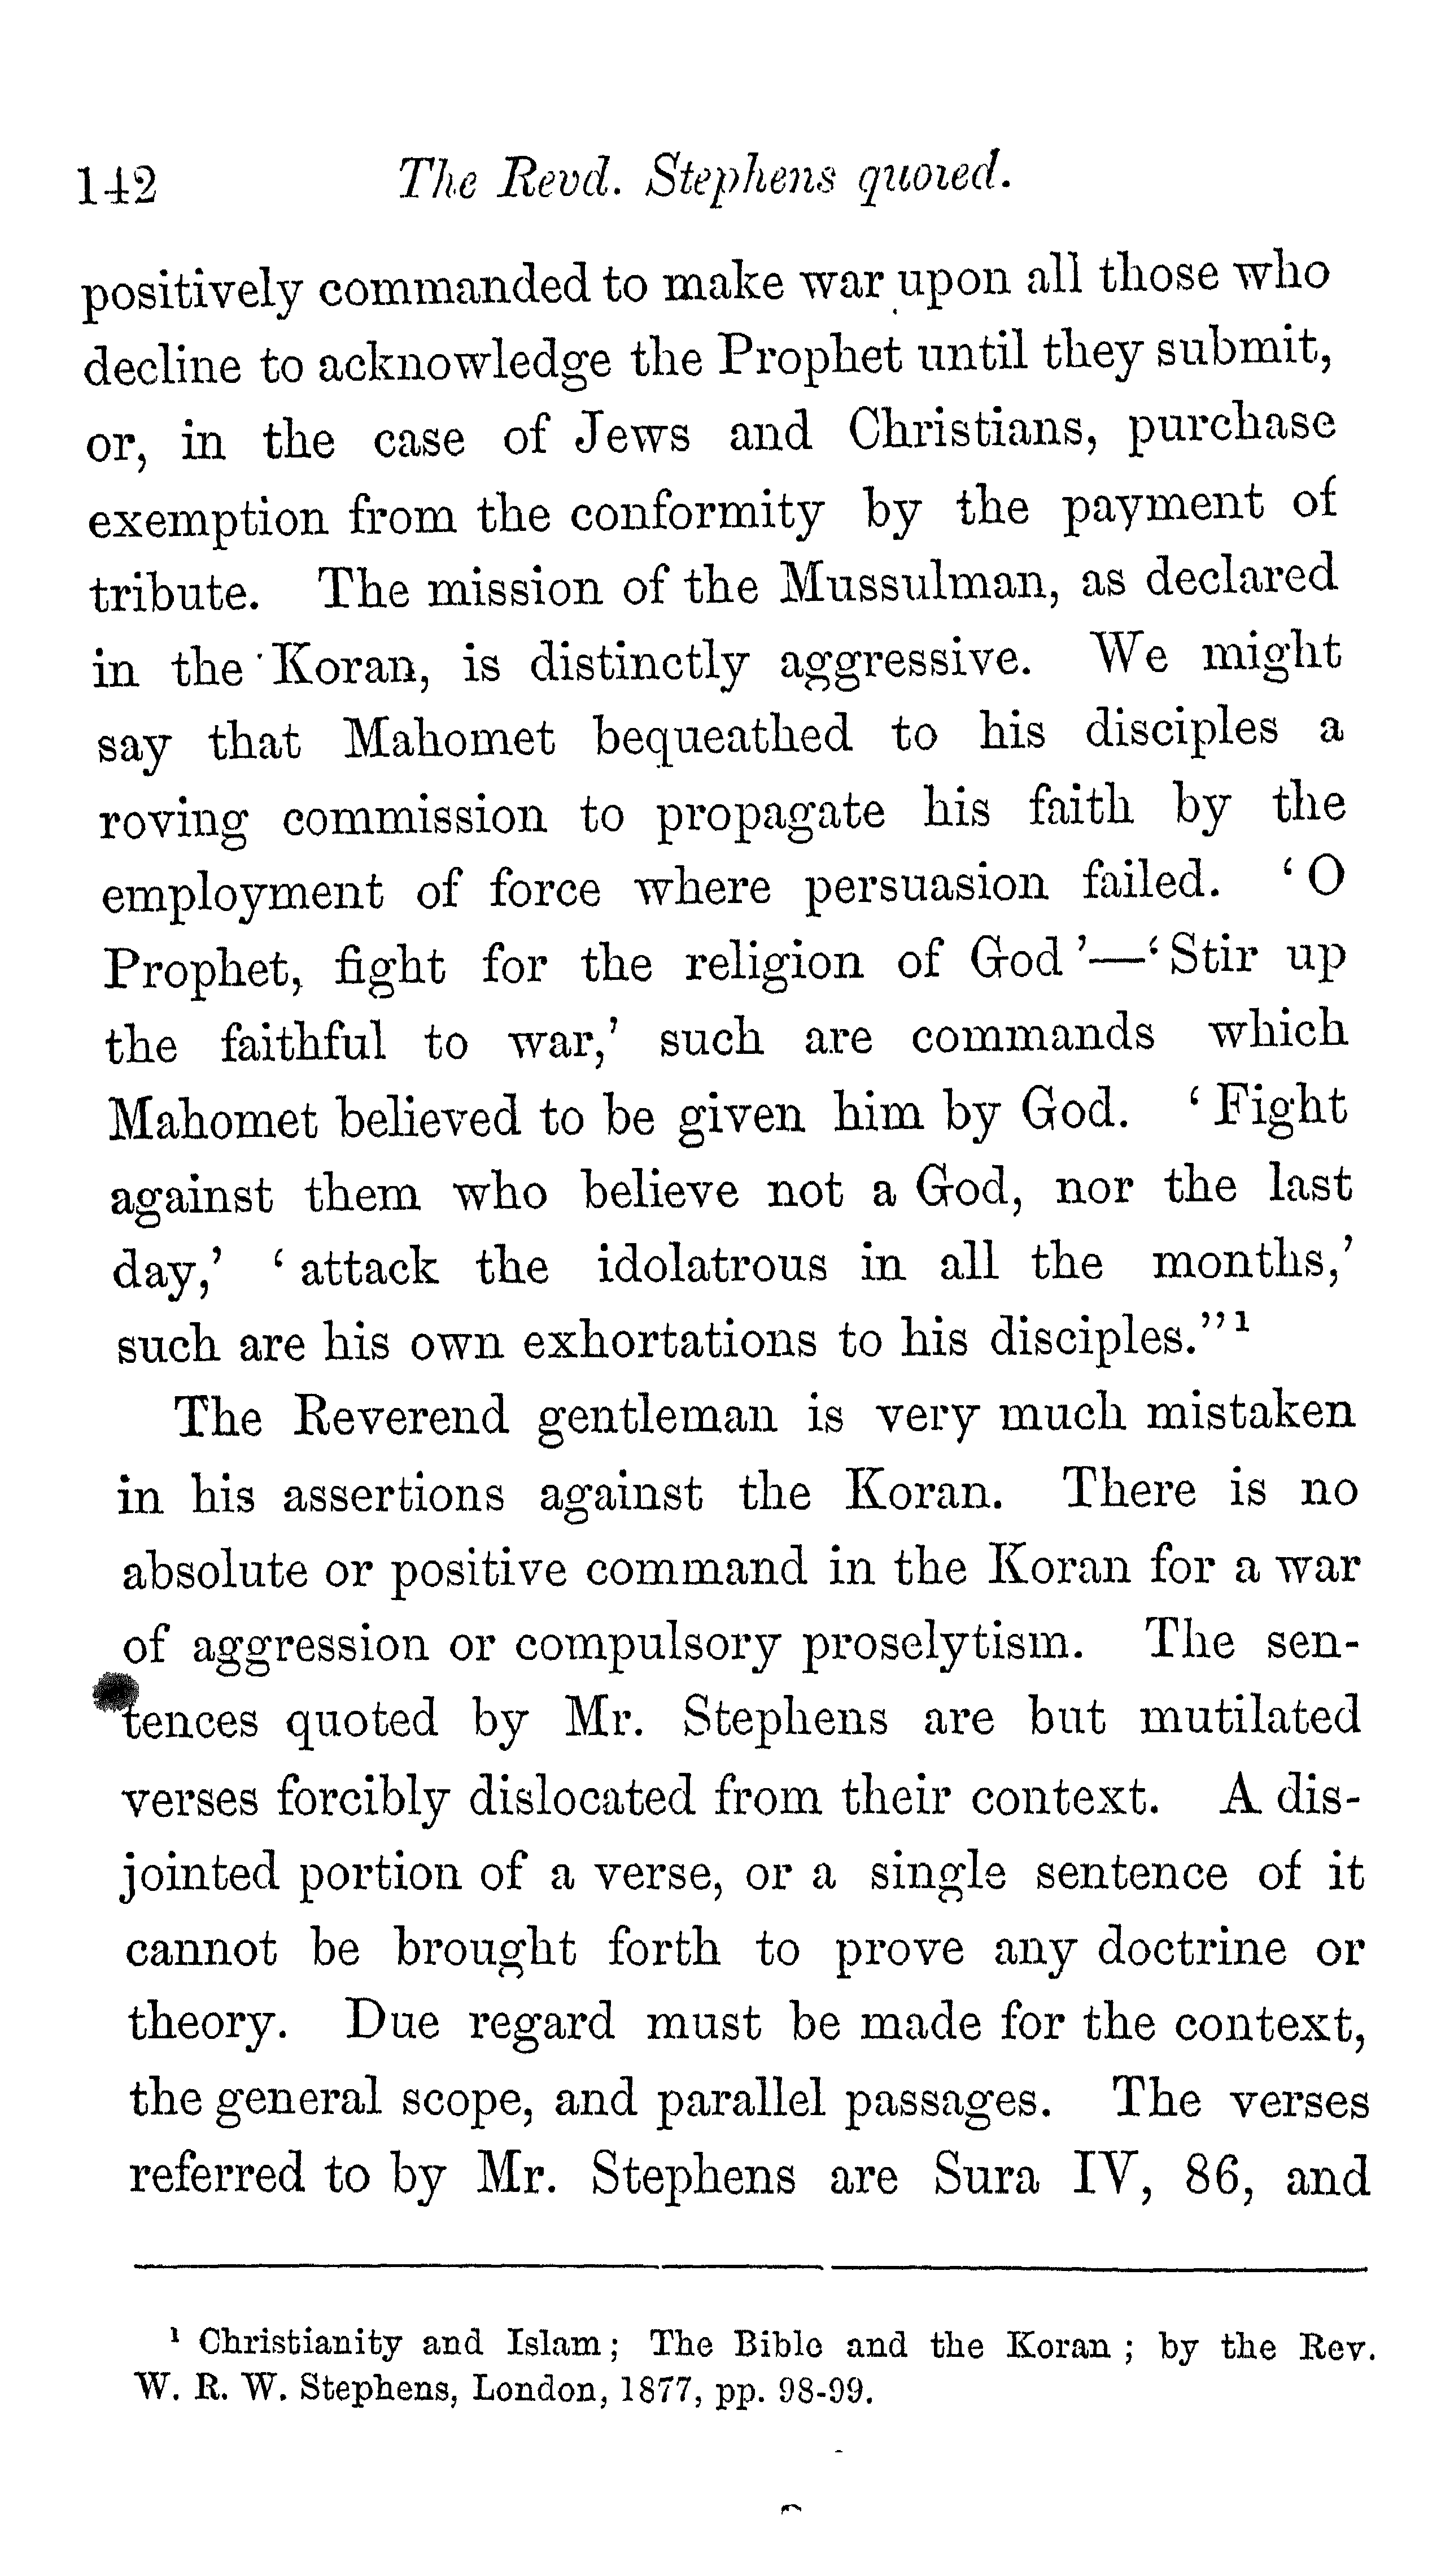 142 The Revd. Stephens quoted.
positively commanded to make war upon all those who
decline to acknowledge the Prophet until they submit,
or, in the case of Jews and Christians, purchase
exemption from the conformity by the payment of
tribute. The mission of the Mussulman, as declared
in the Koran, is distinctly aggressive. We might
say that Mahomet bequeathed to his disciples a
roving commission to propagate his faith by the
employment of force where persuasion failed. ‘O
Prophet, fight for the religion of God’—‘Stir up
the faithful to war,’ such are commands which
Mahomet believed to be given him by God. ‘Fight
against them who believe not a God, nor the last
day,’ ‘attack the idolatrous in all the months,’
such are his own exhortations to his disciples.”¹
The Reverend gentleman is very much mistaken
in his assertions against the Koran. There is no
absolute or positive command in the Koran for a war
of aggression or compulsory proselytism. The sen-
tences quoted by Mr. Stephens are but mutilated
verses forcibly dislocated from their context. A dis-
jointed portion of a verse, or a single sentence of it
cannot be brought forth to prove any doctrine or
theory. Due regard must be made for the context,
the general scope, and parallel passages. The verses
referred to by Mr. Stephens are Sura IV, 86, and
¹ Christianity and Islam; The Bible and the Koran; by the Rev.
W. R. W. Stephens, London, 1877, pp. 98-99.